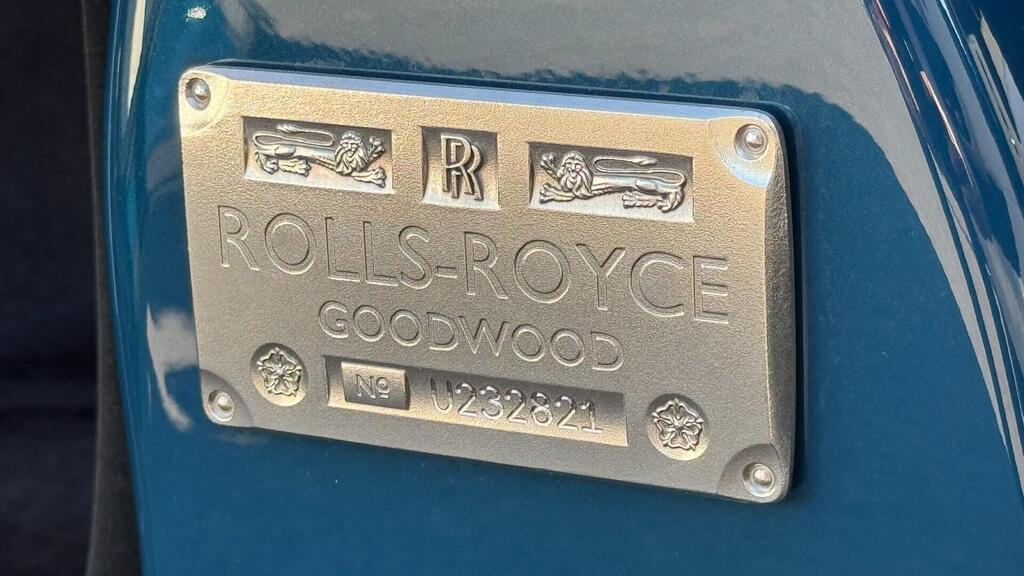 RR
ROLLS-ROYCE
GOODWOOD
Nº U232821